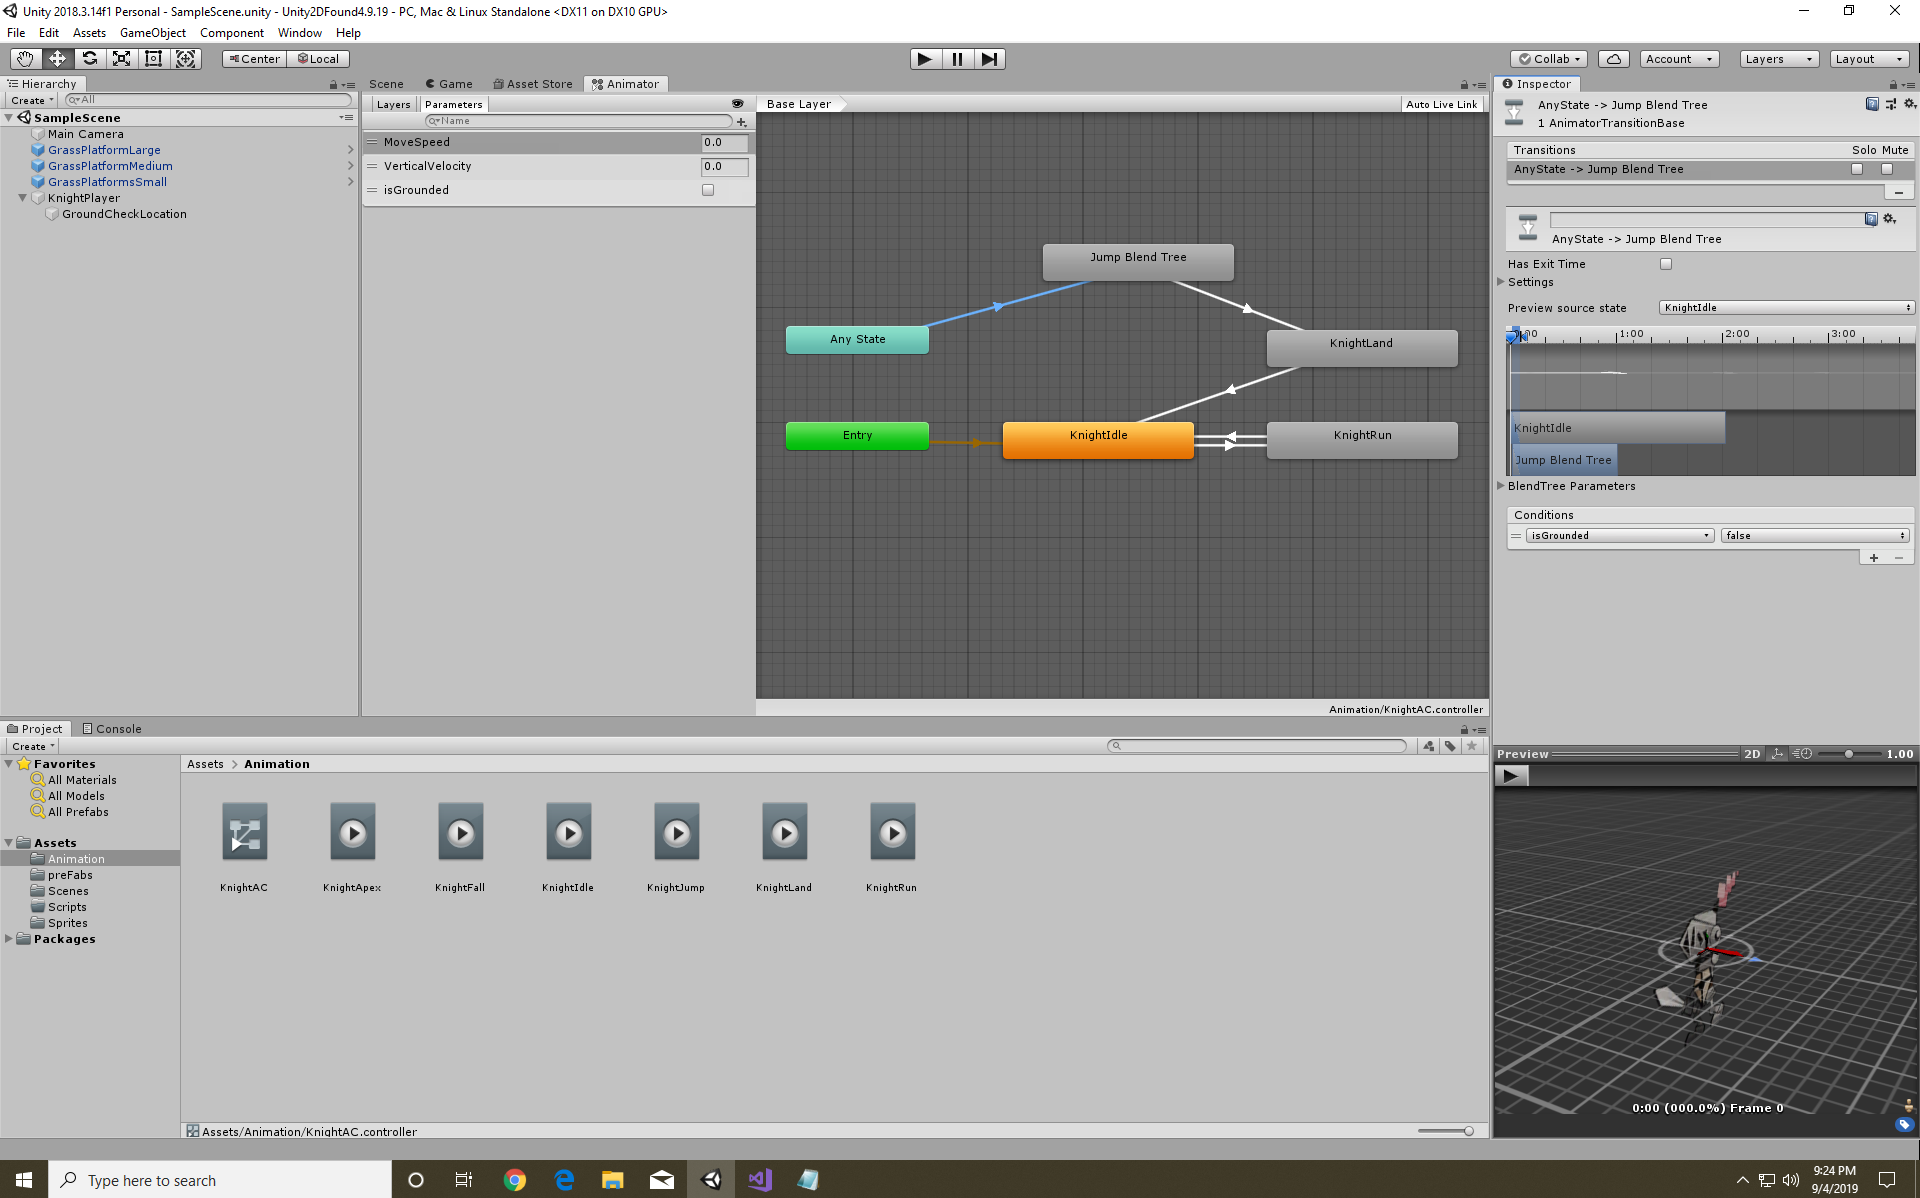 Unity 2018.3.14f1 Personal - SampleScene.unity - Unity2DFound4.9.19 - PC, Mac & Linux Standalone <DX11 on DX10 GPU>
File Edit Assets GameObject Component Window Help
Center Local
Collab Account Layers Layout
Hierarchy
Create All
SampleScene
Main Camera
GrassPlatformLarge
GrassPlatformMedium
GrassPlatformsSmall
KnightPlayer
GroundCheckLocation
Scene Game Asset Store Animator
Layers Parameters
Name
MoveSpeed 0.0
VerticalVelocity 0.0
isGrounded
Base Layer Auto Live Link
Jump Blend Tree
Any State
KnightLand
Entry
KnightIdle
KnightRun
Animation/KnightAC.controller
Inspector
AnyState -> Jump Blend Tree
1 AnimatorTransitionBase
Transitions Solo Mute
AnyState -> Jump Blend Tree
AnyState -> Jump Blend Tree
Has Exit Time
Settings
Preview source state KnightIdle
1:00 2:00 3:00
KnightIdle
Jump Blend Tree
BlendTree Parameters
Conditions
isGrounded false
Preview 2D 1.00
0:00 (000.0%) Frame 0
Project Console
Create
Favorites
All Materials
All Models
All Prefabs
Assets
Animation
preFabs
Scenes
Scripts
Sprites
Packages
Assets > Animation
KnightAC KnightApex KnightFall KnightIdle KnightJump KnightLand KnightRun
Assets/Animation/KnightAC.controller
Type here to search
9:24 PM
9/4/2019